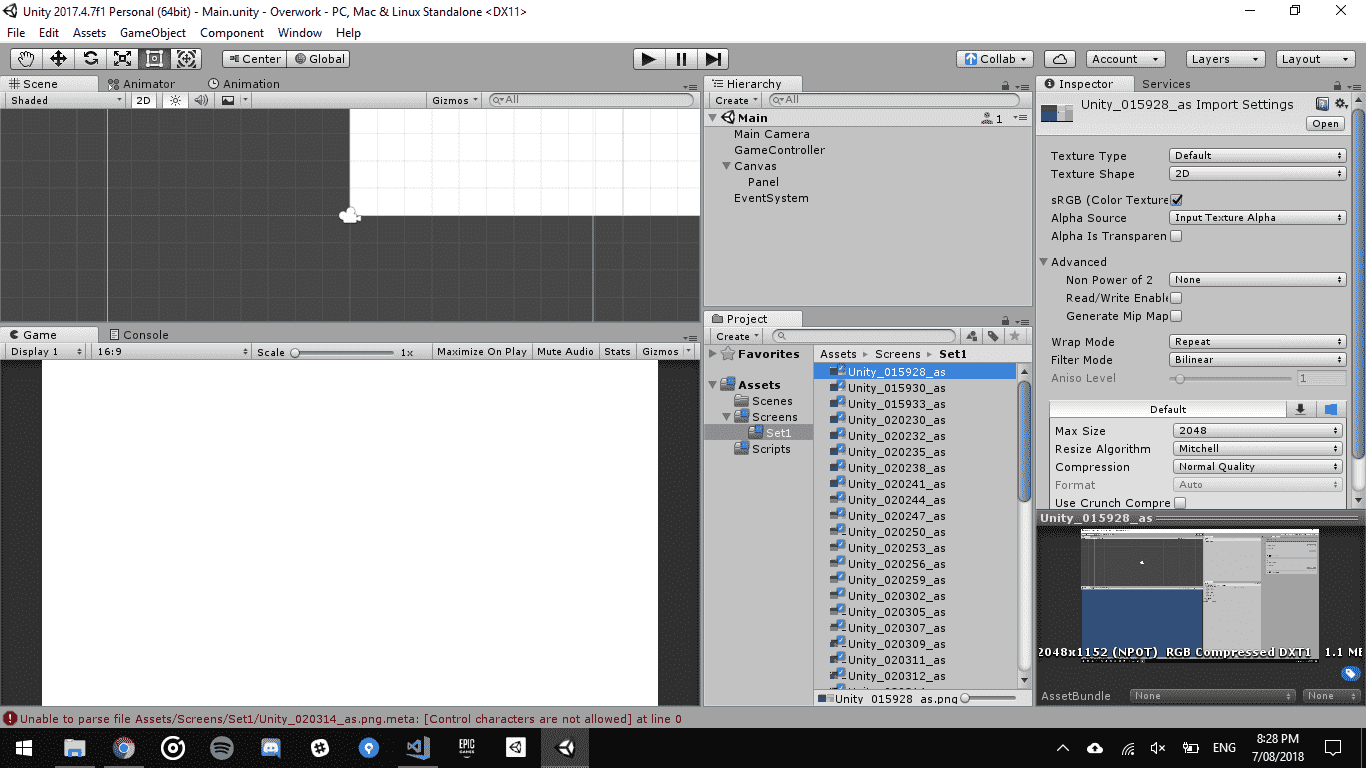 Unity 2017.4.7f1 Personal (64bit) - Main.unity - Overwork - PC, Mac & Linux Standalone <DX11>
File Edit Assets GameObject Component Window Help
Center Global Collab Account Layers Layout
Scene Animator Animation
Shaded 2D Gizmos All
Hierarchy
Create All
Main 1
Main Camera
GameController
Canvas
Panel
EventSystem
Game Console
Display 1 16:9 Scale 1x Maximize On Play Mute Audio Stats Gizmos
Project
Create
Favorites
Assets
Scenes
Screens
Set1
Scripts
Assets Screens Set1
Unity_015928_as
Unity_015930_as
Unity_015933_as
Unity_020230_as
Unity_020232_as
Unity_020235_as
Unity_020238_as
Unity_020241_as
Unity_020244_as
Unity_020247_as
Unity_020250_as
Unity_020253_as
Unity_020256_as
Unity_020259_as
Unity_020302_as
Unity_020305_as
Unity_020307_as
Unity_020309_as
Unity_020311_as
Unity_020312_as
Unity_015928_as.png
Inspector Services
Unity_015928_as Import Settings
Open
Texture Type Default
Texture Shape 2D
sRGB (Color Texture
Alpha Source Input Texture Alpha
Alpha Is Transparen
Advanced
Non Power of 2 None
Read/Write Enable
Generate Mip Map
Wrap Mode Repeat
Filter Mode Bilinear
Aniso Level 1
Default
Max Size 2048
Resize Algorithm Mitchell
Compression Normal Quality
Format Auto
Use Crunch Compre
Unity_015928_as
2048x1152 (NPOT) RGB Compressed DXT1 1.1 ME
AssetBundle None None
Unable to parse file Assets/Screens/Set1/Unity_020314_as.png.meta: [Control characters are not allowed] at line 0
EPIC GAMES
ENG
8:28 PM
7/08/2018